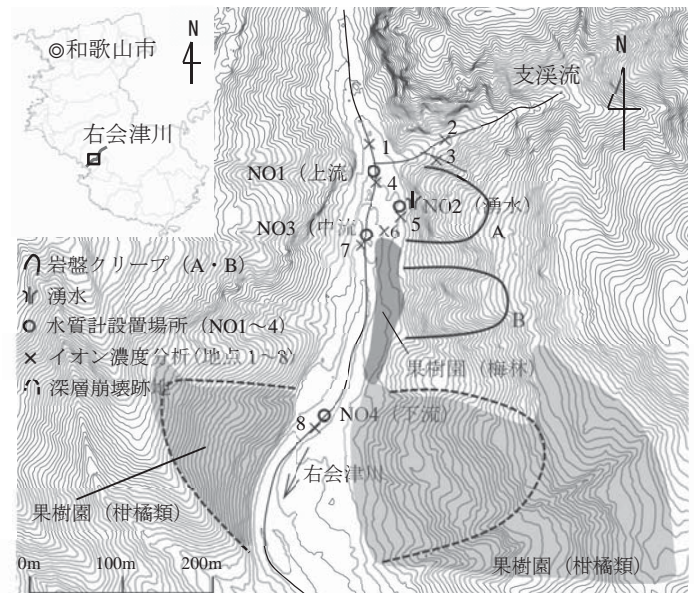 N
◎和歌山市
右会津川
N
支渓流
1
2
3
NO1（上流）
4
NO2（湧水）
NO3（中流）
5
6
7
A
岩盤クリープ（A・B）
湧水
水質計設置場所（NO1～4）
イオン濃度分析(地点1～8)
深層崩壊跡地
B
果樹園（梅林）
NO4（下流）
8
右会津川
果樹園（柑橘類）
果樹園（柑橘類）
0m 100m 200m